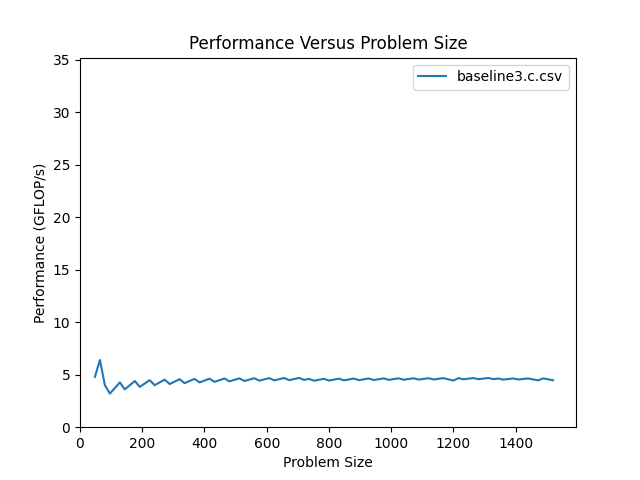 Performance Versus Problem Size
baseline3.c.csv
35
30
25
20
15
10
5
0
Performance (GFLOP/s)
0 200 400 600 800 1000 1200 1400
Problem Size